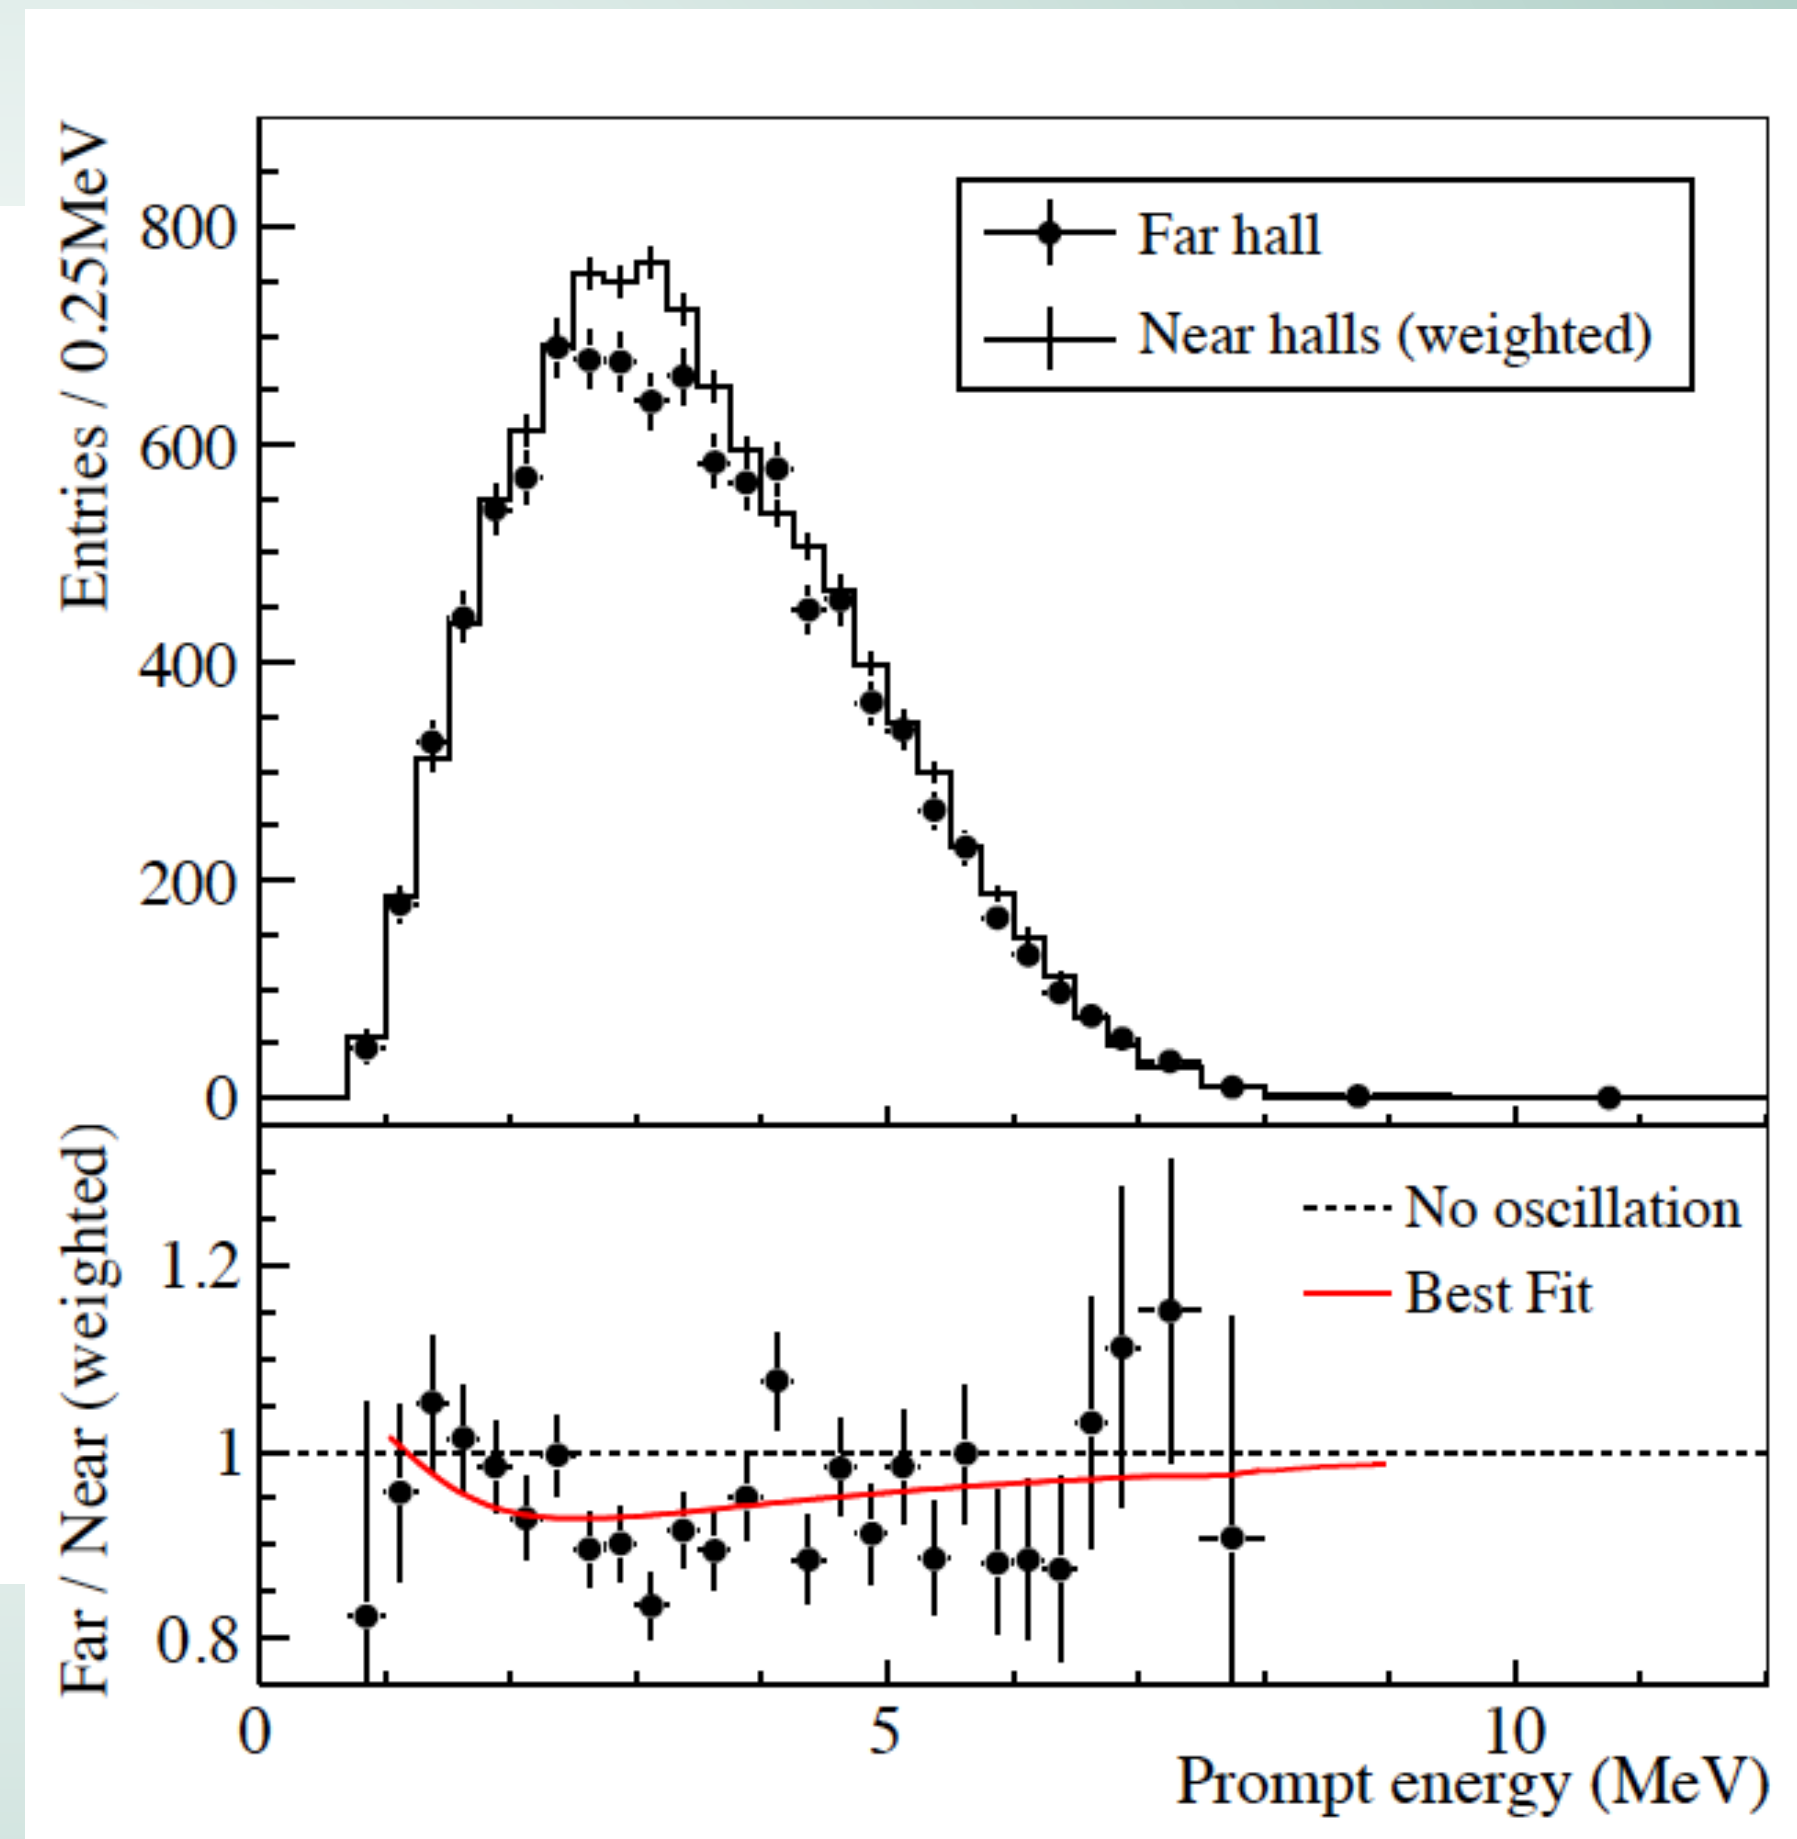 Entries / 0.25MeV
800
600
400
200
0
Far hall
Near halls (weighted)
Far / Near (weighted)
1.2
1
0.8
No oscillation
Best Fit
0
5
10
Prompt energy (MeV)